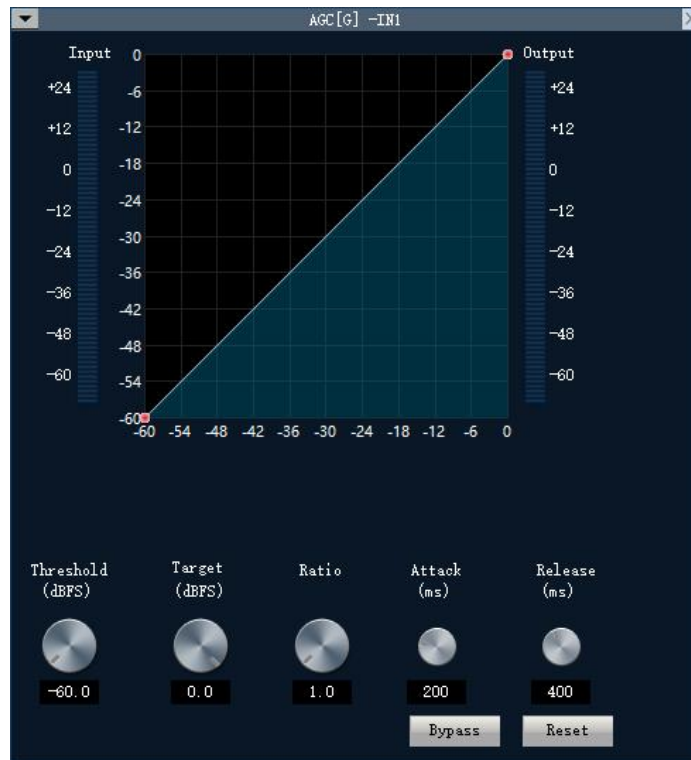 AGC[G] -IN1
Input
Output
+24
+12
0
-12
-24
-36
-48
-60
0
-6
-12
-18
-24
-30
-36
-42
-48
-54
-60
-60 -54 -48 -42 -36 -30 -24 -18 -12 -6 0
+24
+12
0
-12
-24
-36
-48
-60
Threshold
(dBFS)
Target
(dBFS)
Ratio
Attack
(ms)
Release
(ms)
-60.0
0.0
1.0
200
400
Bypass
Reset